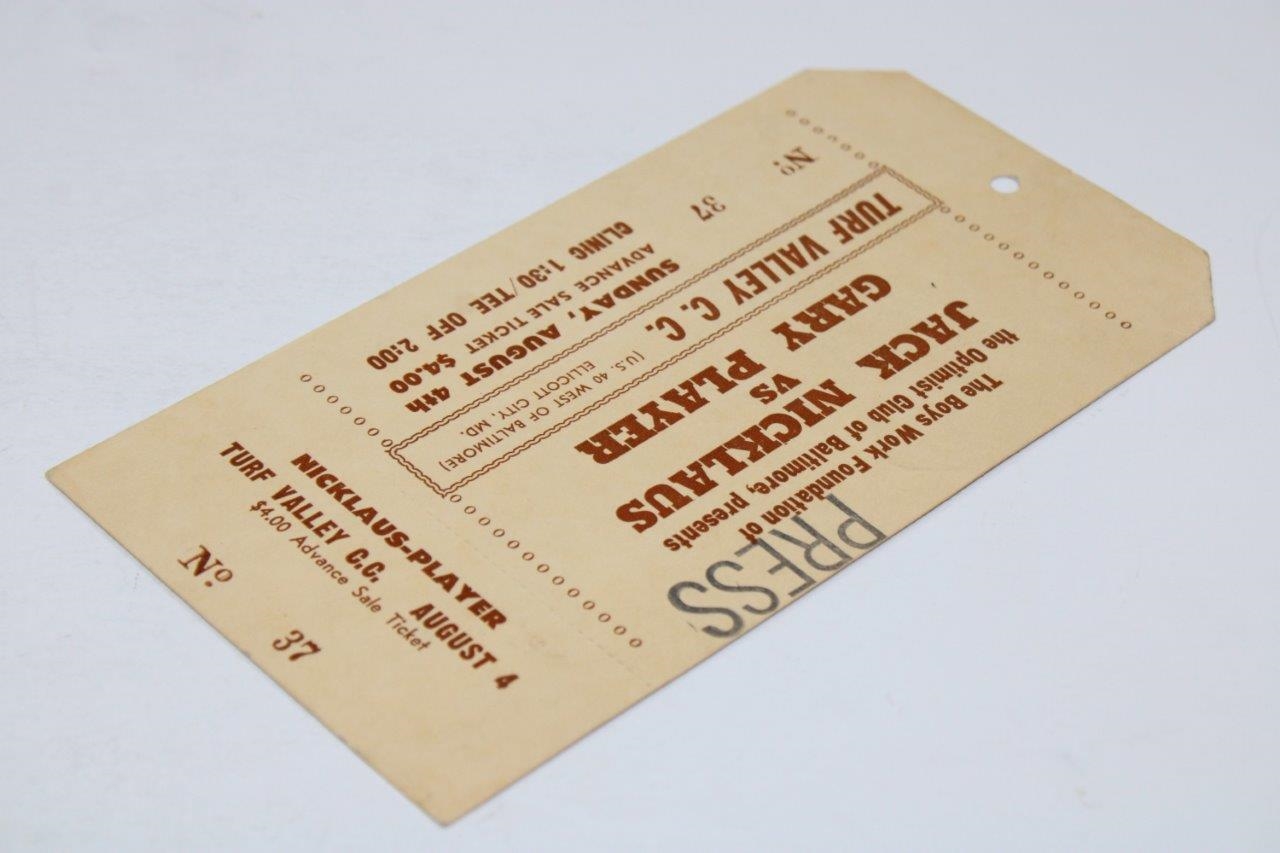 PRESS
The Boys Work Foundation of
the Optimist Club of Baltimore, presents
JACK NICKLAUS
VS
GARY PLAYER
TURF VALLEY C. C.
(U.S. 40 WEST OF BALTIMORE)
ELLICOTT CITY, MD.
SUNDAY, AUGUST 4th
ADVANCE SALE TICKET $4.00
CLINIC 1:30/TEE OFF 2:00
No. 37
NICKLAUS-PLAYER
TURF VALLEY C.C. AUGUST 4
$4.00 Advance Sale Ticket
No 37